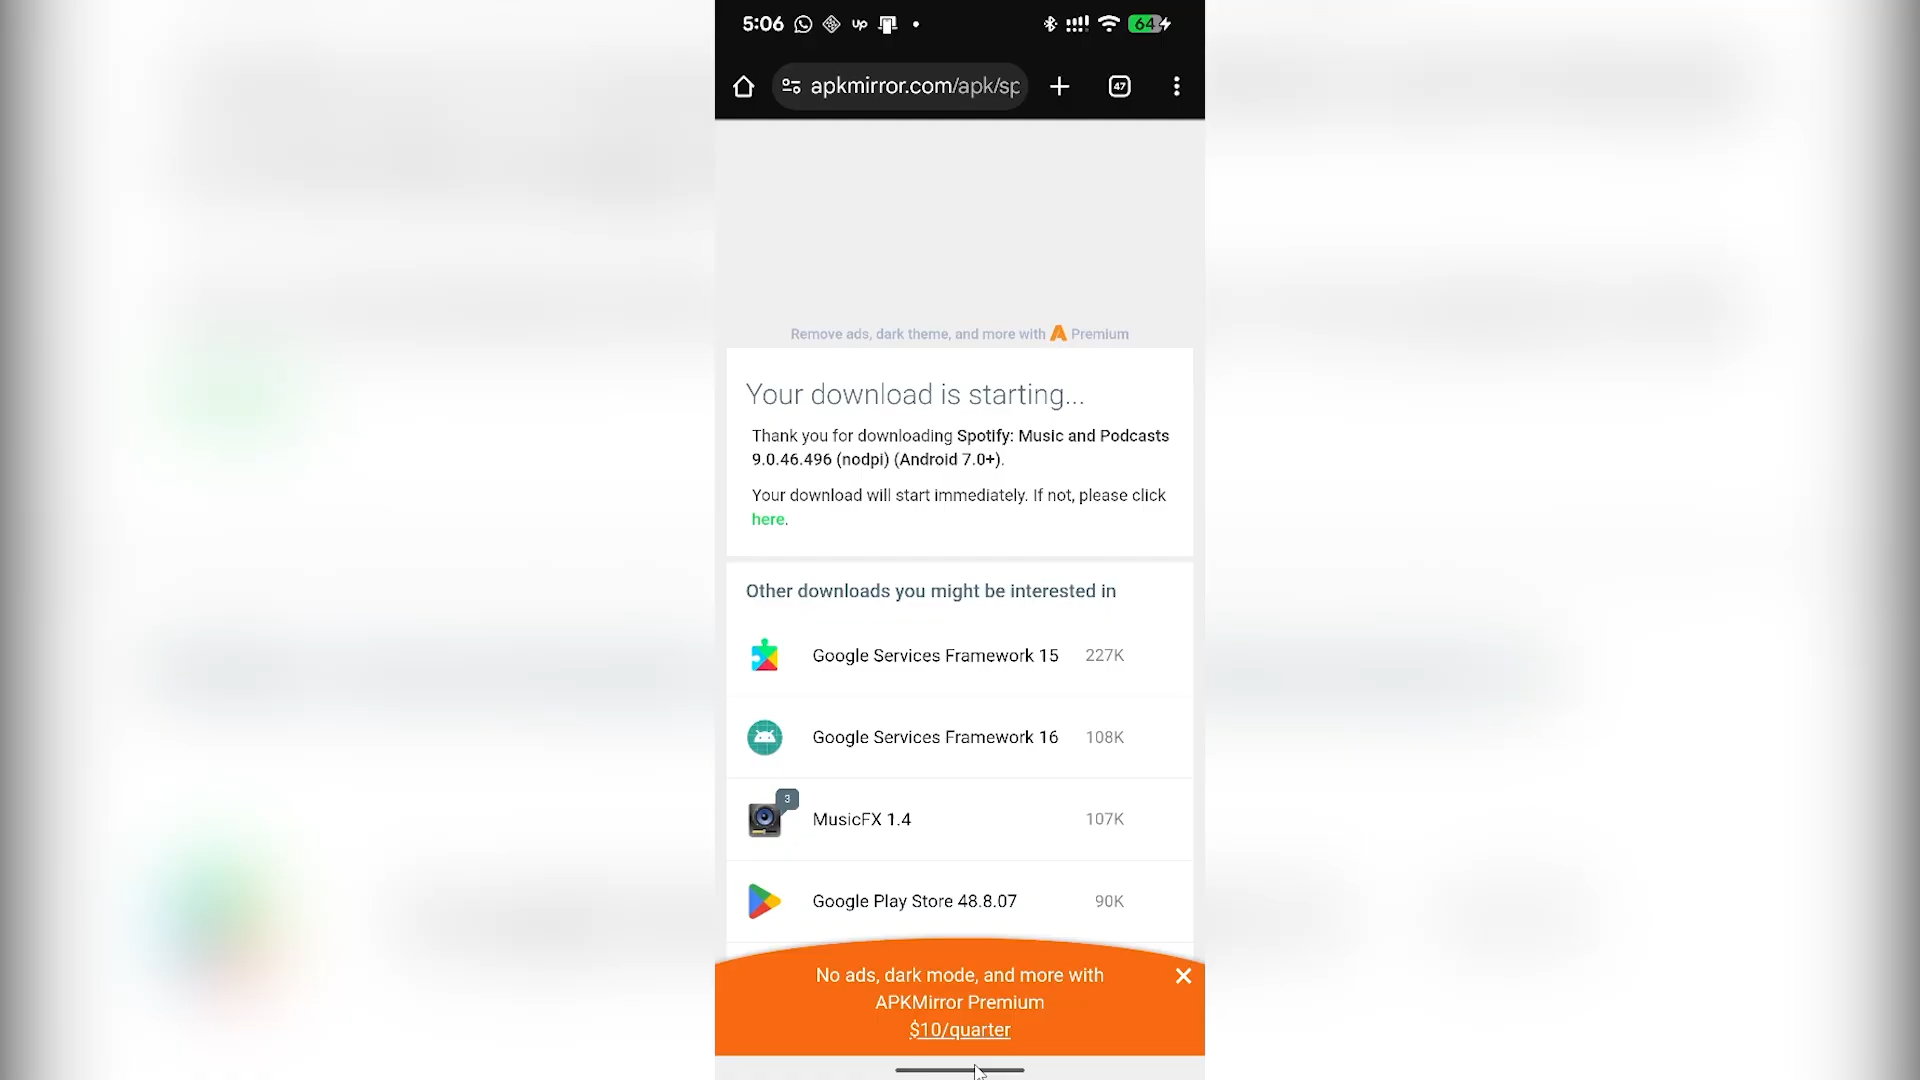 5:06 up 64
apkmirror.com/apk/sp 47
Remove ads, dark theme, and more with Premium
Your download is starting...
Thank you for downloading Spotify: Music and Podcasts
9.0.46.496 (nodpi) (Android 7.0+).
Your download will start immediately. If not, please click
here.
Other downloads you might be interested in
Google Services Framework 15 227K
Google Services Framework 16 108K
3
MusicFX 1.4 107K
Google Play Store 48.8.07 90K
No ads, dark mode, and more with
APKMirror Premium
$10/quarter